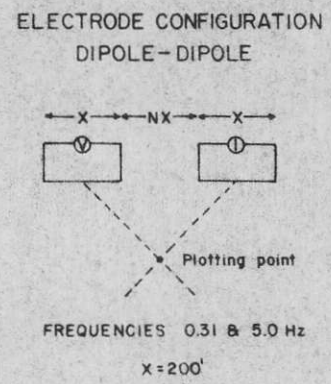 ELECTRODE CONFIGURATION
DIPOLE-DIPOLE
X NX X
V I
Plotting point
FREQUENCIES 0.31 & 5.0 Hz
X=200'